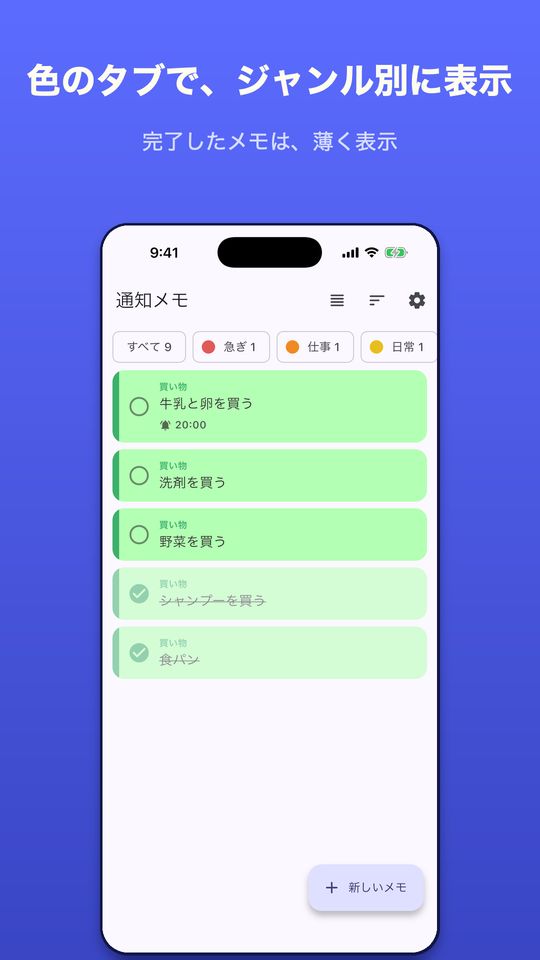 色のタブで、ジャンル別に表示
完了したメモは、薄く表示
9:41
通知メモ
すべて 9
急ぎ 1
仕事 1
日常 1
買い物
牛乳と卵を買う
20:00
買い物
洗剤を買う
買い物
野菜を買う
買い物
シャンプーを買う
買い物
食パン
+ 新しいメモ